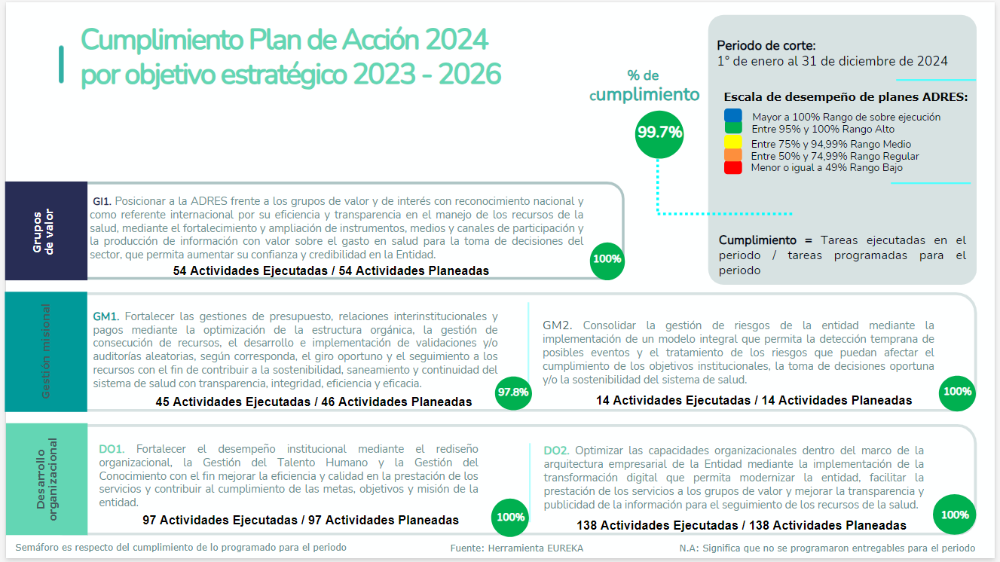 Cumplimiento Plan de Acción 2024
por objetivo estratégico 2023 - 2026
% de
cumplimiento
99.7%
Periodo de corte:
1° de enero al 31 de diciembre de 2024
Escala de desempeño de planes ADRES:
Mayor a 100% Rango de sobre ejecución
Entre 95% y 100% Rango Alto
Entre 75% y 94,99% Rango Medio
Entre 50% y 74,99% Rango Regular
Menor o igual a 49% Rango Bajo
Cumplimiento = Tareas ejecutadas en el
periodo / tareas programadas para el
periodo
Grupos
de valor
GI1. Posicionar a la ADRES frente a los grupos de valor y de interés con reconocimiento nacional y
como referente internacional por su eficiencia y transparencia en el manejo de los recursos de la
salud, mediante el fortalecimiento y ampliación de instrumentos, medios y canales de participación y
la producción de información con valor sobre el gasto en salud para la toma de decisiones del
sector, que permita aumentar su confianza y credibilidad en la Entidad.
54 Actividades Ejecutadas / 54 Actividades Planeadas
100%
Gestión misional
GM1. Fortalecer las gestiones de presupuesto, relaciones interinstitucionales y
pagos mediante la optimización de la estructura orgánica, la gestión de
consecución de recursos, el desarrollo e implementación de validaciones y/o
auditorías aleatorias, según corresponda, el giro oportuno y el seguimiento a los
recursos con el fin de contribuir a la sostenibilidad, saneamiento y continuidad del
sistema de salud con transparencia, integridad, eficiencia y eficacia.
45 Actividades Ejecutadas / 46 Actividades Planeadas
97.8%
GM2. Consolidar la gestión de riesgos de la entidad mediante la
implementación de un modelo integral que permita la detección temprana de
posibles eventos y el tratamiento de los riesgos que puedan afectar el
cumplimiento de los objetivos institucionales, la toma de decisiones oportuna
y/o la sostenibilidad del sistema de salud.
14 Actividades Ejecutadas / 14 Actividades Planeadas
100%
Desarrollo
organizacional
DO1. Fortalecer el desempeño institucional mediante el rediseño
organizacional, la Gestión del Talento Humano y la Gestión del
Conocimiento con el fin mejorar la eficiencia y calidad en la prestación de los
servicios y contribuir al cumplimiento de las metas, objetivos y misión de la
entidad.
97 Actividades Ejecutadas / 97 Actividades Planeadas
100%
DO2. Optimizar las capacidades organizacionales dentro del marco de la
arquitectura empresarial de la Entidad mediante la implementación de la
transformación digital que permita modernizar la entidad, facilitar la
prestación de los servicios a los grupos de valor y mejorar la transparencia y
publicidad de la información para el seguimiento de los recursos de la salud.
138 Actividades Ejecutadas / 138 Actividades Planeadas
100%
Semáforo es respecto del cumplimiento de lo programado para el periodo
Fuente: Herramienta EUREKA
N.A: Significa que no se programaron entregables para el periodo